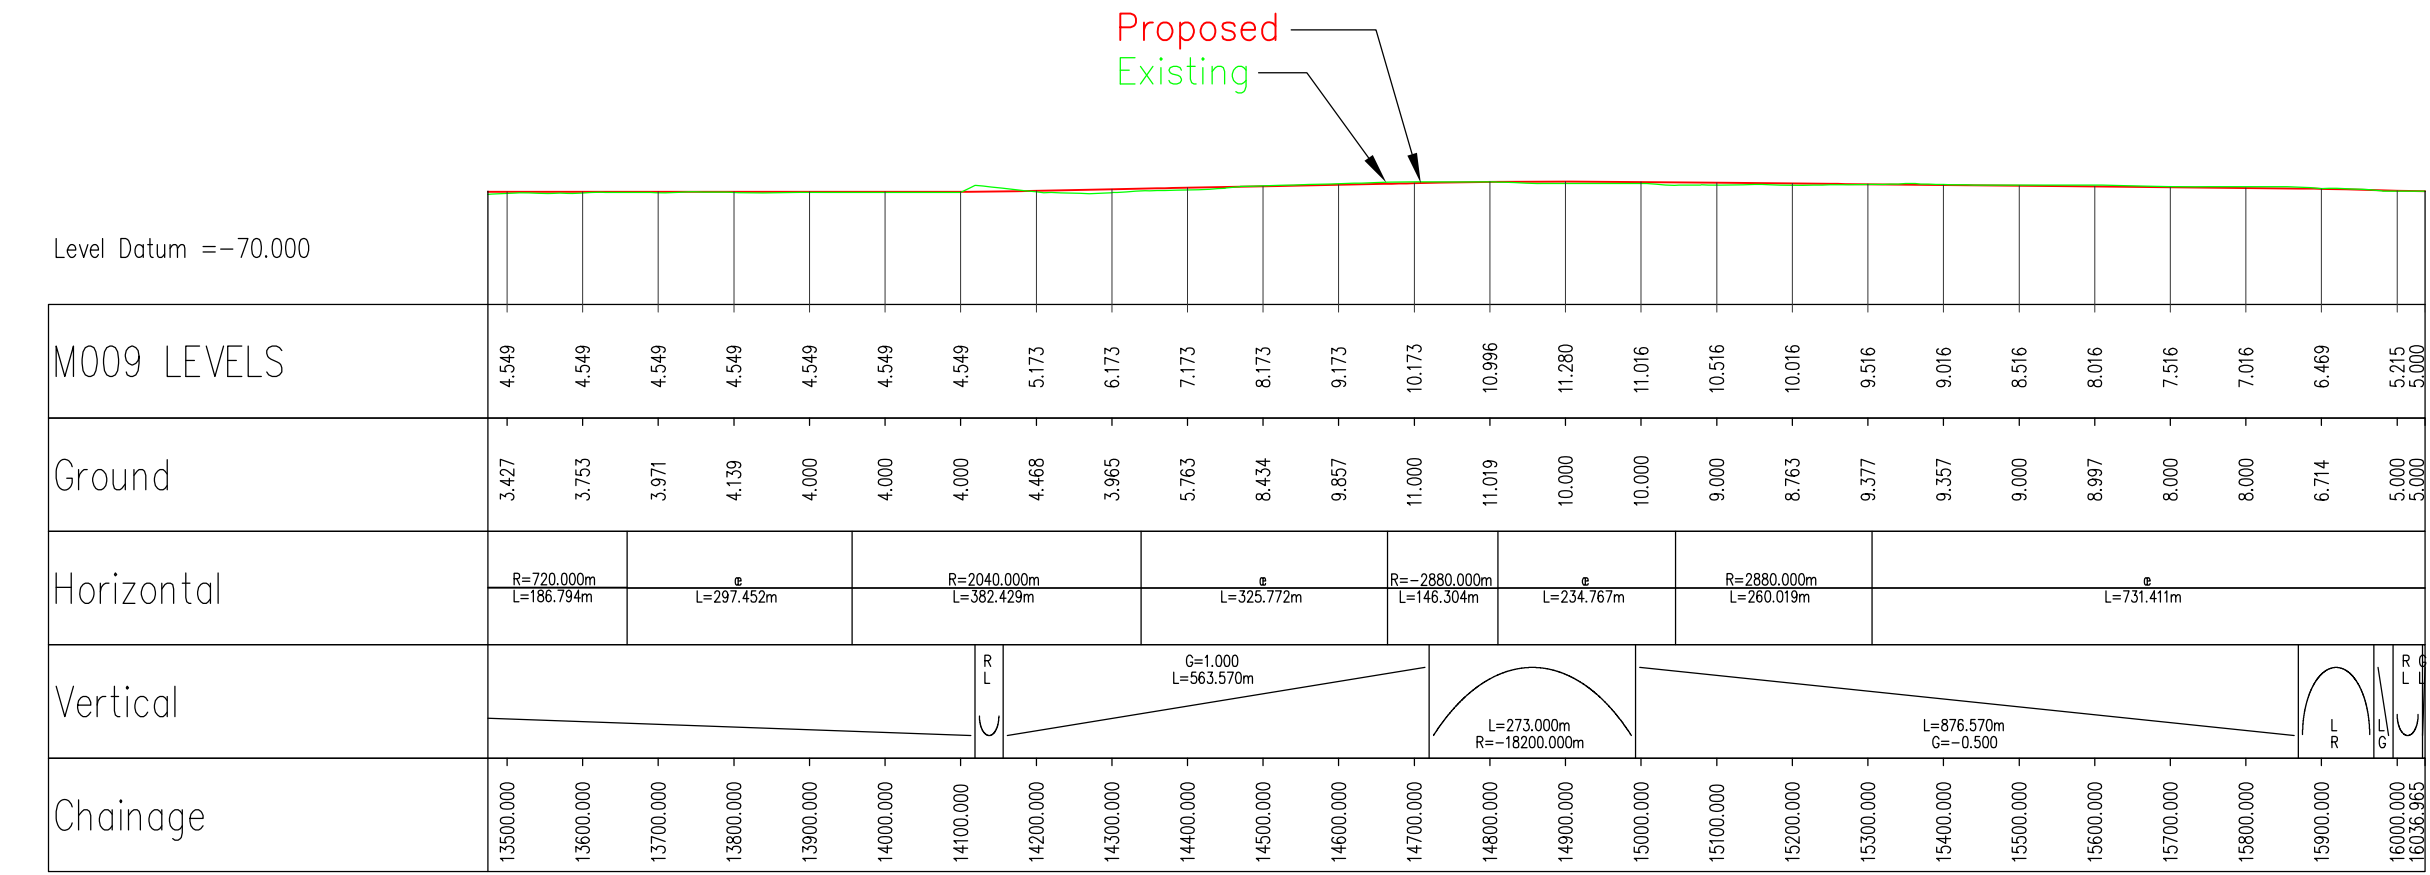 Proposed
Existing
Level Datum =-70.000
M009 LEVELS
4.549 4.549 4.549 4.549 4.549 4.549 4.549 5.173 6.173 7.173 8.173 9.173 10.173 10.996 11.280 11.016 10.516 10.016 9.516 9.016 8.516 8.016 7.516 7.016 6.469 5.215 5.000
Ground
3.427 3.753 3.971 4.139 4.000 4.000 4.000 4.468 3.965 5.763 8.434 9.857 11.000 11.019 10.000 10.000 9.000 8.763 9.377 9.357 9.000 8.997 8.000 8.000 6.714 5.000 5.000
Horizontal
R=720.000m œ R=2040.000m œ R=-2880.000m œ R=2880.000m œ
L=186.794m L=297.452m L=382.429m L=325.772m L=146.304m L=234.767m L=260.019m L=731.411m
Vertical
R G=1.000 R G
L L=563.570m L L
L=273.000m L=876.570m L L
R=-18200.000m G=-0.500 R G
Chainage
13500.000 13600.000 13700.000 13800.000 13900.000 14000.000 14100.000 14200.000 14300.000 14400.000 14500.000 14600.000 14700.000 14800.000 14900.000 15000.000 15100.000 15200.000 15300.000 15400.000 15500.000 15600.000 15700.000 15800.000 15900.000 16000.000 16036.965